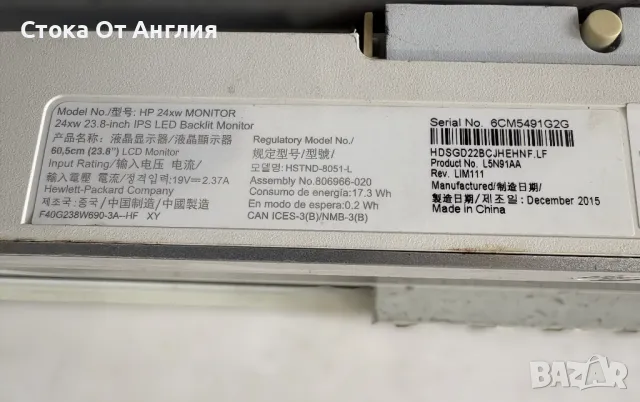 Стока От Англия
Model No./型号: HP 24xw MONITOR
24xw 23.8-inch IPS LED Backlit Monitor
产品名称: 液晶显示器/液晶顯示器
60,5cm (23.8") LCD Monitor
Input Rating/输入电压 电流/
輸入電壓 電流/정격입력:19V⎓2.37A
Hewlett-Packard Company
제조국: 중국/中国制造/中國製造
F40G238W690-3A--HF XY
Regulatory Model No./
规定型号/型號/
모델명: HSTND-8051-L
Assembly No.806966-020
Consumo de energía:17.3 Wh
En modo de espera:0.2 Wh
CAN ICES-3(B)/NMB-3(B)
Serial No. 6CM5491G2G
HDSGD22BCJHEHNF.LF
Product No. L5N91AA
Rev. LIM111
Manufactured/制造日期/
製造日期/제조일: December 2015
Made in China
BAZAR
bg